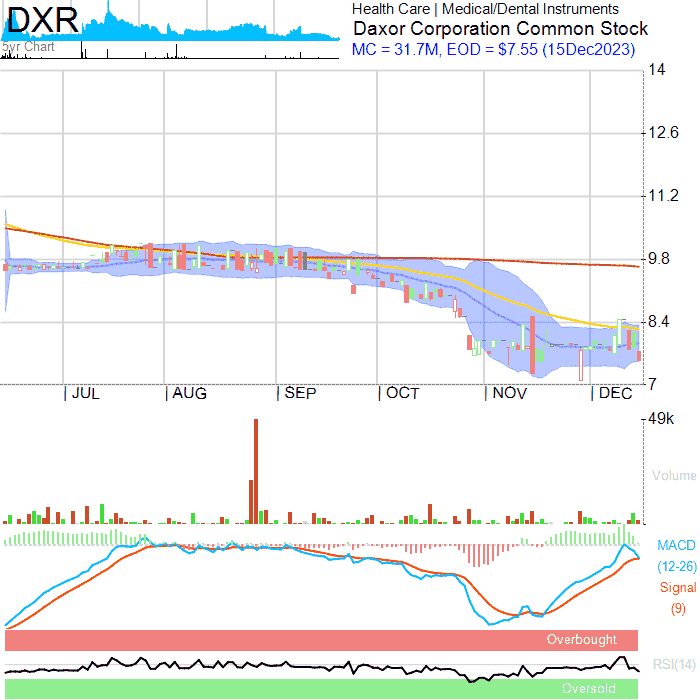 DXR
5yr Chart
Health Care | Medical/Dental Instruments
Daxor Corporation Common Stock
MC = 31.7M, EOD = $7.55 (15Dec2023)
14
12.6
11.2
9.8
8.4
7
| JUL | AUG | SEP | OCT | NOV | DEC
49k
Volume
MACD
(12-26)
Signal
(9)
Overbought
RSI(14)
Oversold